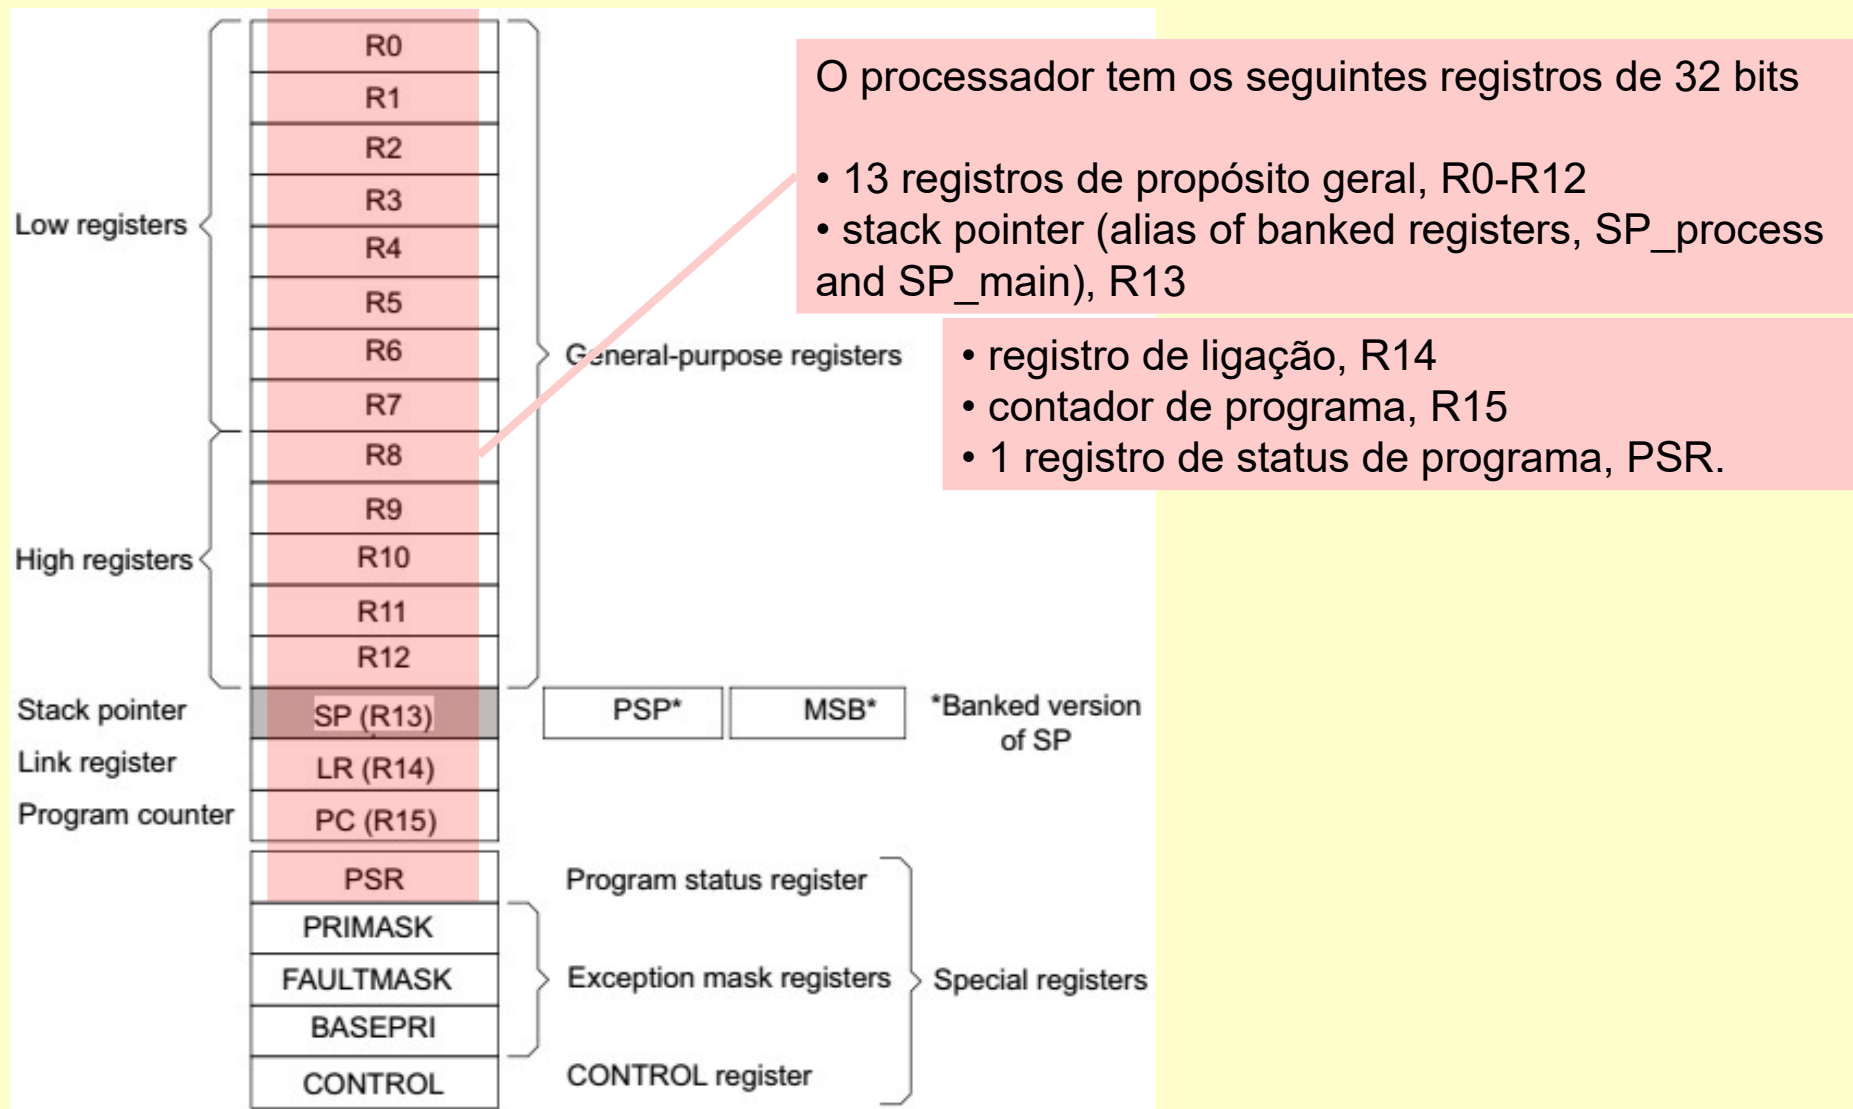 R0
R1
R2
R3
R4
R5
R6
R7
R8
R9
R10
R11
R12
SP (R13)
LR (R14)
PC (R15)
PSR
PRIMASK
FAULTMASK
BASEPRI
CONTROL
Low registers
High registers
Stack pointer
Link register
Program counter
General-purpose registers
PSP*
MSB*
*Banked version
of SP
Program status register
Exception mask registers
CONTROL register
Special registers
O processador tem os seguintes registros de 32 bits
• 13 registros de propósito geral, R0-R12
• stack pointer (alias of banked registers, SP_process
and SP_main), R13
• registro de ligação, R14
• contador de programa, R15
• 1 registro de status de programa, PSR.